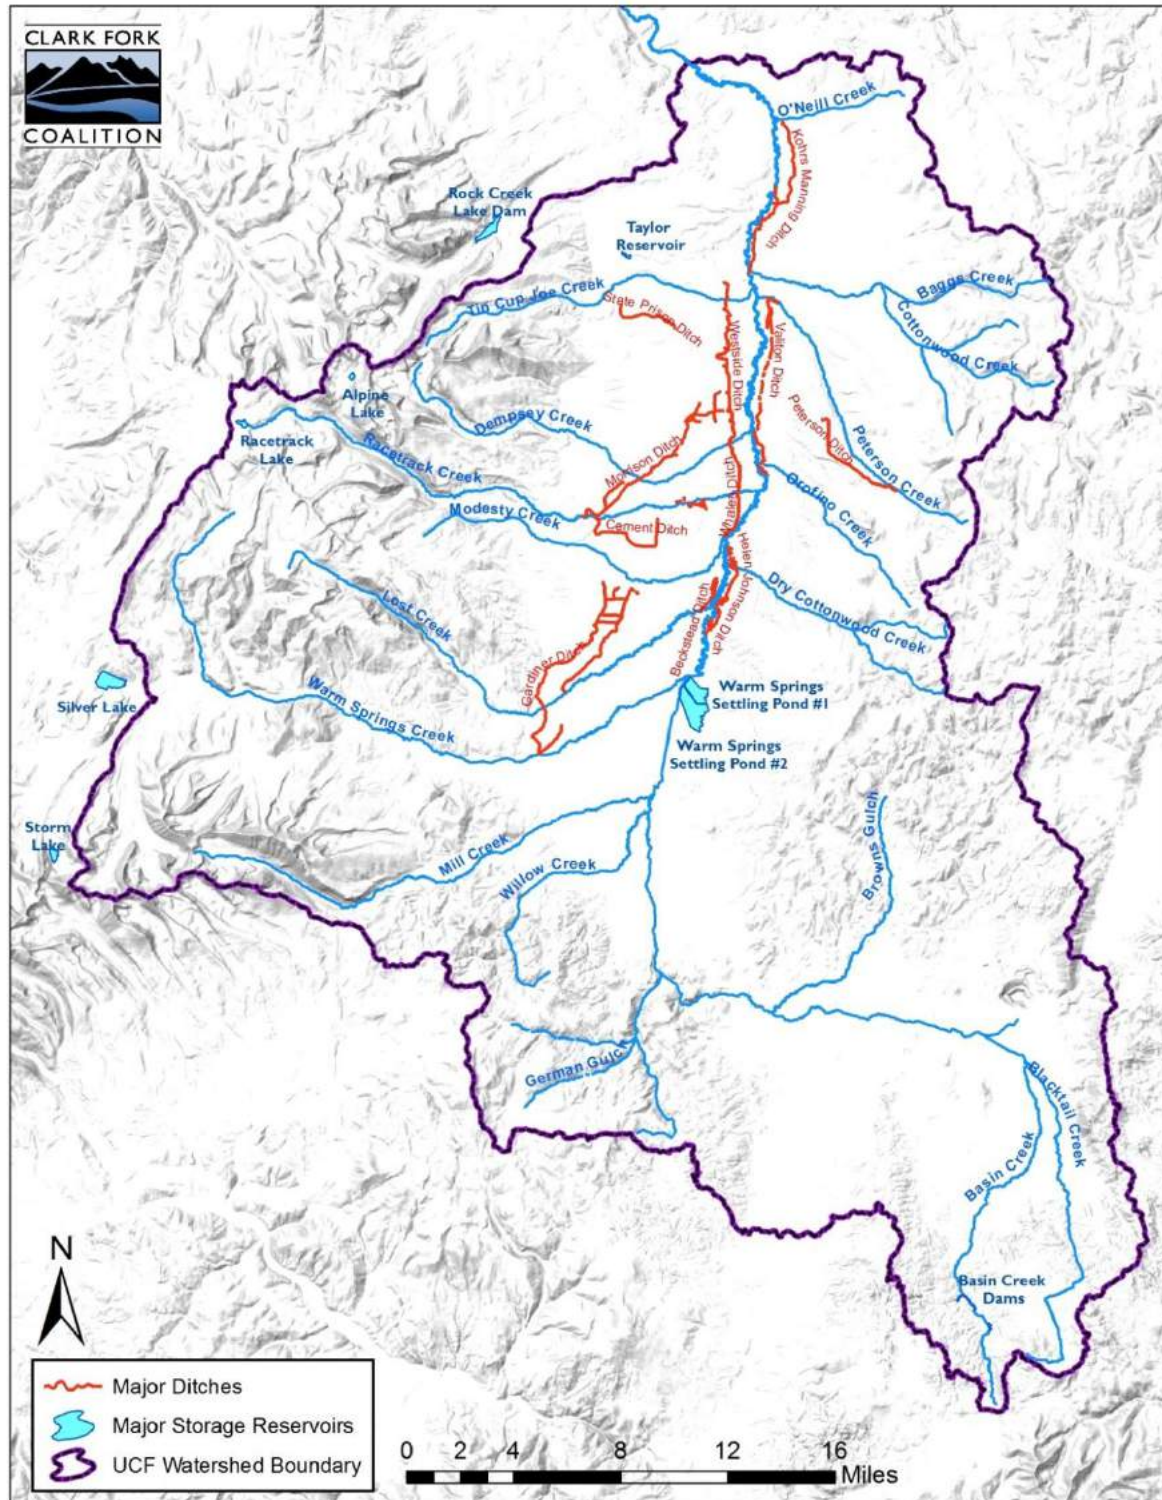 CLARK FORK
COALITION
O'Neill Creek
Kohrs Manning Ditch
Rock Creek
Lake Dam
Taylor
Reservoir
Baggs Creek
Tin Cup Joe Creek
State Prison Ditch
Cottonwood Creek
Westside Ditch
Valiton Ditch
Alpine
Lake
Dempsey Creek
Peterson Ditch
Peterson Creek
Racetrack
Lake
Racetrack Creek
Morrison Ditch
Modesty Creek
Cement Ditch
Whalen Ditch
Orofino Creek
Helen Johnson Ditch
Dry Cottonwood Creek
Lost Creek
Beckstead Ditch
Gardiner Ditch
Silver Lake
Warm Springs Creek
Warm Springs
Settling Pond #1
Warm Springs
Settling Pond #2
Storm
Lake
Mill Creek
Willow Creek
Browns Gulch
German Gulch
Blacktail Creek
Basin Creek
Basin Creek
Dams
N
Major Ditches
Major Storage Reservoirs
UCF Watershed Boundary
0 2 4 8 12 16
Miles